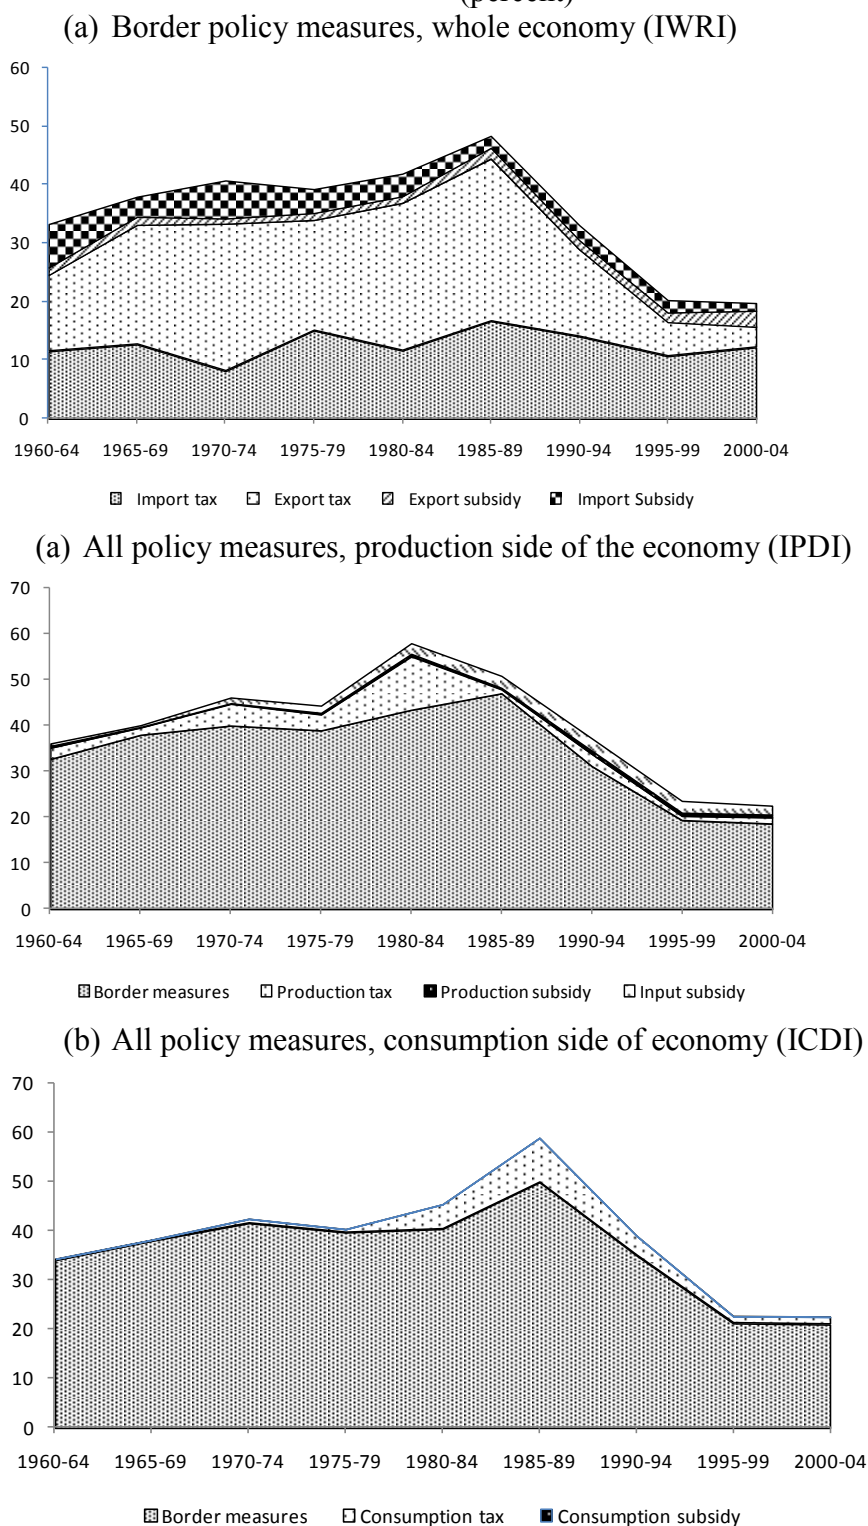 (percent)
(a) Border policy measures, whole economy (IWRI)
60
50
40
30
20
10
0
1960-64 1965-69 1970-74 1975-79 1980-84 1985-89 1990-94 1995-99 2000-04
Import tax Export tax Export subsidy Import Subsidy
(a) All policy measures, production side of the economy (IPDI)
70
60
50
40
30
20
10
0
1960-64 1965-69 1970-74 1975-79 1980-84 1985-89 1990-94 1995-99 2000-04
Border measures Production tax Production subsidy Input subsidy
(b) All policy measures, consumption side of economy (ICDI)
70
60
50
40
30
20
10
0
1960-64 1965-69 1970-74 1975-79 1980-84 1985-89 1990-94 1995-99 2000-04
Border measures Consumption tax Consumption subsidy